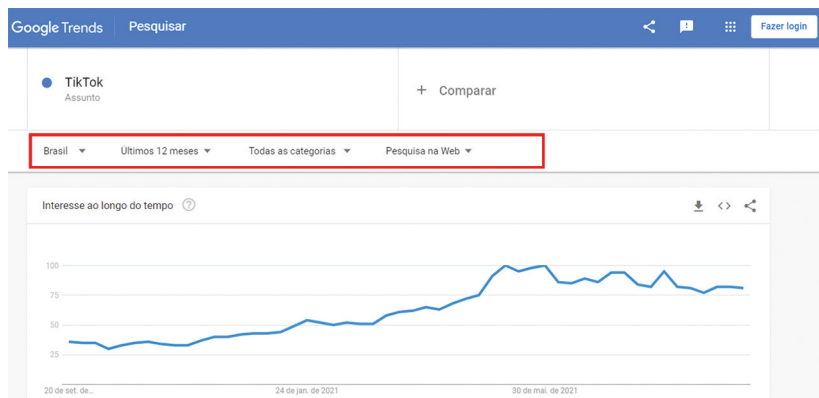 Google Trends Pesquisar Fazer login
TikTok
Assunto
+ Comparar
Brasil Últimos 12 meses Todas as categorias Pesquisa na Web
Interesse ao longo do tempo
100
75
50
25
20 de set. de... 24 de jan. de 2021 30 de mai. de 2021